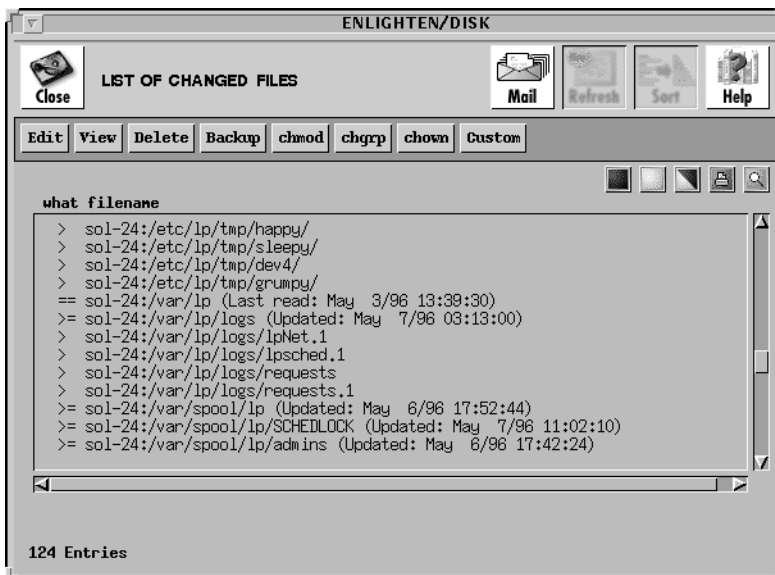 ENLIGHTEN/DISK
Close
LIST OF CHANGED FILES
Mail
Refresh
Sort
Help
Edit View Delete Backup chmod chgrp chown Custom
what filename
> sol-24:/etc/lp/tmp/happy/
> sol-24:/etc/lp/tmp/sleepy/
> sol-24:/etc/lp/tmp/dev4/
> sol-24:/etc/lp/tmp/grumpy/
== sol-24:/var/lp (Last read: May  3/96 13:39:30)
>= sol-24:/var/lp/logs (Updated: May  7/96 03:13:00)
> sol-24:/var/lp/logs/lpNet.1
> sol-24:/var/lp/logs/lpsched.1
> sol-24:/var/lp/logs/requests
> sol-24:/var/lp/logs/requests.1
>= sol-24:/var/spool/lp (Updated: May  6/96 17:52:44)
>= sol-24:/var/spool/lp/SCHEDLOCK (Updated: May  7/96 11:02:10)
>= sol-24:/var/spool/lp/admins (Updated: May  6/96 17:42:24)
124 Entries